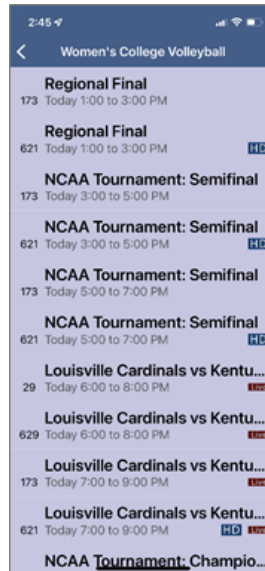 2:45
Women's College Volleyball
Regional Final
173 Today 1:00 to 3:00 PM
Regional Final
621 Today 1:00 to 3:00 PM HD
NCAA Tournament: Semifinal
173 Today 3:00 to 5:00 PM
NCAA Tournament: Semifinal
621 Today 3:00 to 5:00 PM HD
NCAA Tournament: Semifinal
173 Today 5:00 to 7:00 PM
NCAA Tournament: Semifinal
621 Today 5:00 to 7:00 PM HD
Louisville Cardinals vs Kentu...
29 Today 6:00 to 8:00 PM Live
Louisville Cardinals vs Kentu...
629 Today 6:00 to 8:00 PM Live
Louisville Cardinals vs Kentu...
173 Today 7:00 to 9:00 PM Live
Louisville Cardinals vs Kentu...
621 Today 7:00 to 9:00 PM HD Live
NCAA Tournament: Champio...